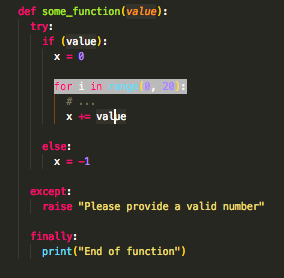 def some_function(value):
try:
if (value):
x = 0
for i in range(0, 20):
# ...
x += value
else:
x = -1
except:
raise "Please provide a valid number"
finally:
print("End of function")